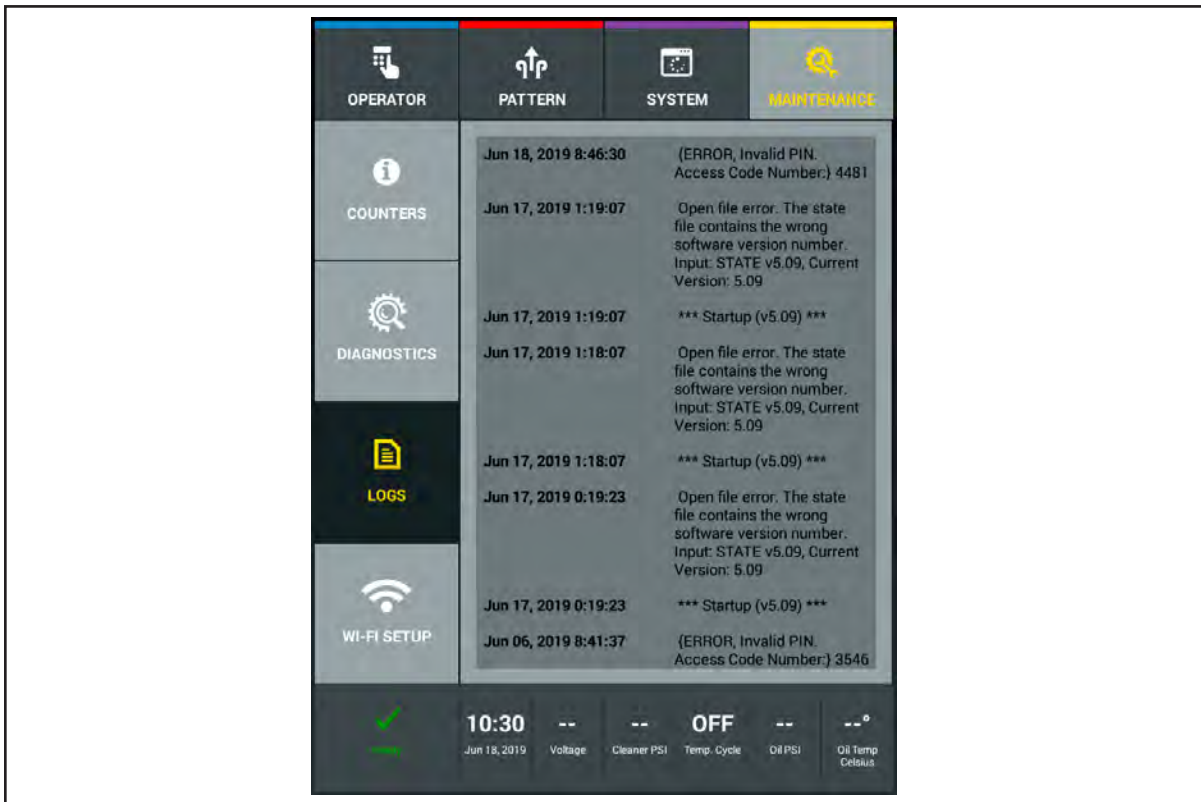 OPERATOR
PATTERN
SYSTEM
MAINTENANCE
COUNTERS
DIAGNOSTICS
LOGS
WI-FI SETUP
Jun 18, 2019 8:46:30 {ERROR, Invalid PIN.
Access Code Number:} 4481
Jun 17, 2019 1:19:07 Open file error. The state
file contains the wrong
software version number.
Input: STATE v5.09, Current
Version: 5.09
Jun 17, 2019 1:19:07 *** Startup (v5.09) ***
Jun 17, 2019 1:18:07 Open file error. The state
file contains the wrong
software version number.
Input: STATE v5.09, Current
Version: 5.09
Jun 17, 2019 1:18:07 *** Startup (v5.09) ***
Jun 17, 2019 0:19:23 Open file error. The state
file contains the wrong
software version number.
Input: STATE v5.09, Current
Version: 5.09
Jun 17, 2019 0:19:23 *** Startup (v5.09) ***
Jun 06, 2019 8:41:37 {ERROR, Invalid PIN.
Access Code Number:} 3546
10:30 -- -- OFF -- --°
Jun 18, 2019 Voltage Cleaner PSI Temp. Cycle Oil PSI Oil Temp
Celsius